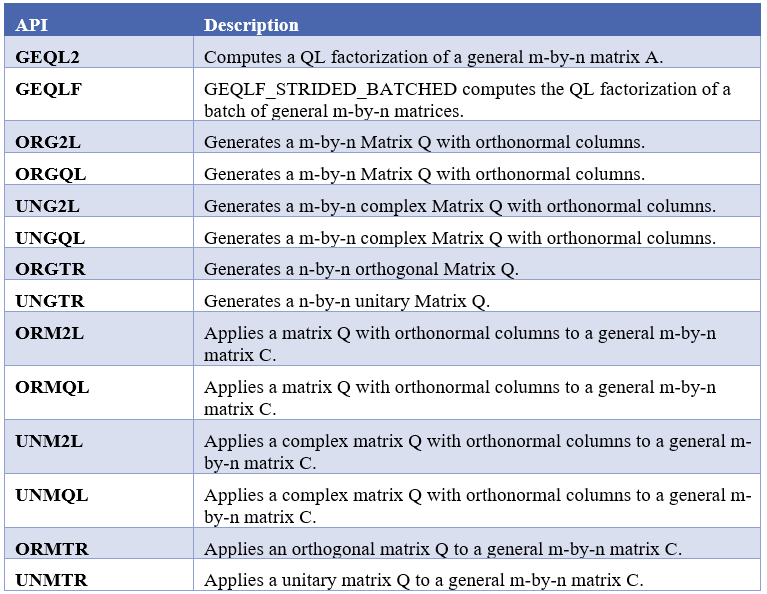 API Description
GEQL2 Computes a QL factorization of a general m-by-n matrix A.
GEQLF GEQLF_STRIDED_BATCHED computes the QL factorization of a
batch of general m-by-n matrices.
ORG2L Generates a m-by-n Matrix Q with orthonormal columns.
ORGQL Generates a m-by-n Matrix Q with orthonormal columns.
UNG2L Generates a m-by-n complex Matrix Q with orthonormal columns.
UNGQL Generates a m-by-n complex Matrix Q with orthonormal columns.
ORGTR Generates a n-by-n orthogonal Matrix Q.
UNGTR Generates a n-by-n unitary Matrix Q.
ORM2L Applies a matrix Q with orthonormal columns to a general m-by-n
matrix C.
ORMQL Applies a matrix Q with orthonormal columns to a general m-by-n
matrix C.
UNM2L Applies a complex matrix Q with orthonormal columns to a general m-
by-n matrix C.
UNMQL Applies a complex matrix Q with orthonormal columns to a general m-
by-n matrix C.
ORMTR Applies an orthogonal matrix Q to a general m-by-n matrix C.
UNMTR Applies a unitary matrix Q to a general m-by-n matrix C.